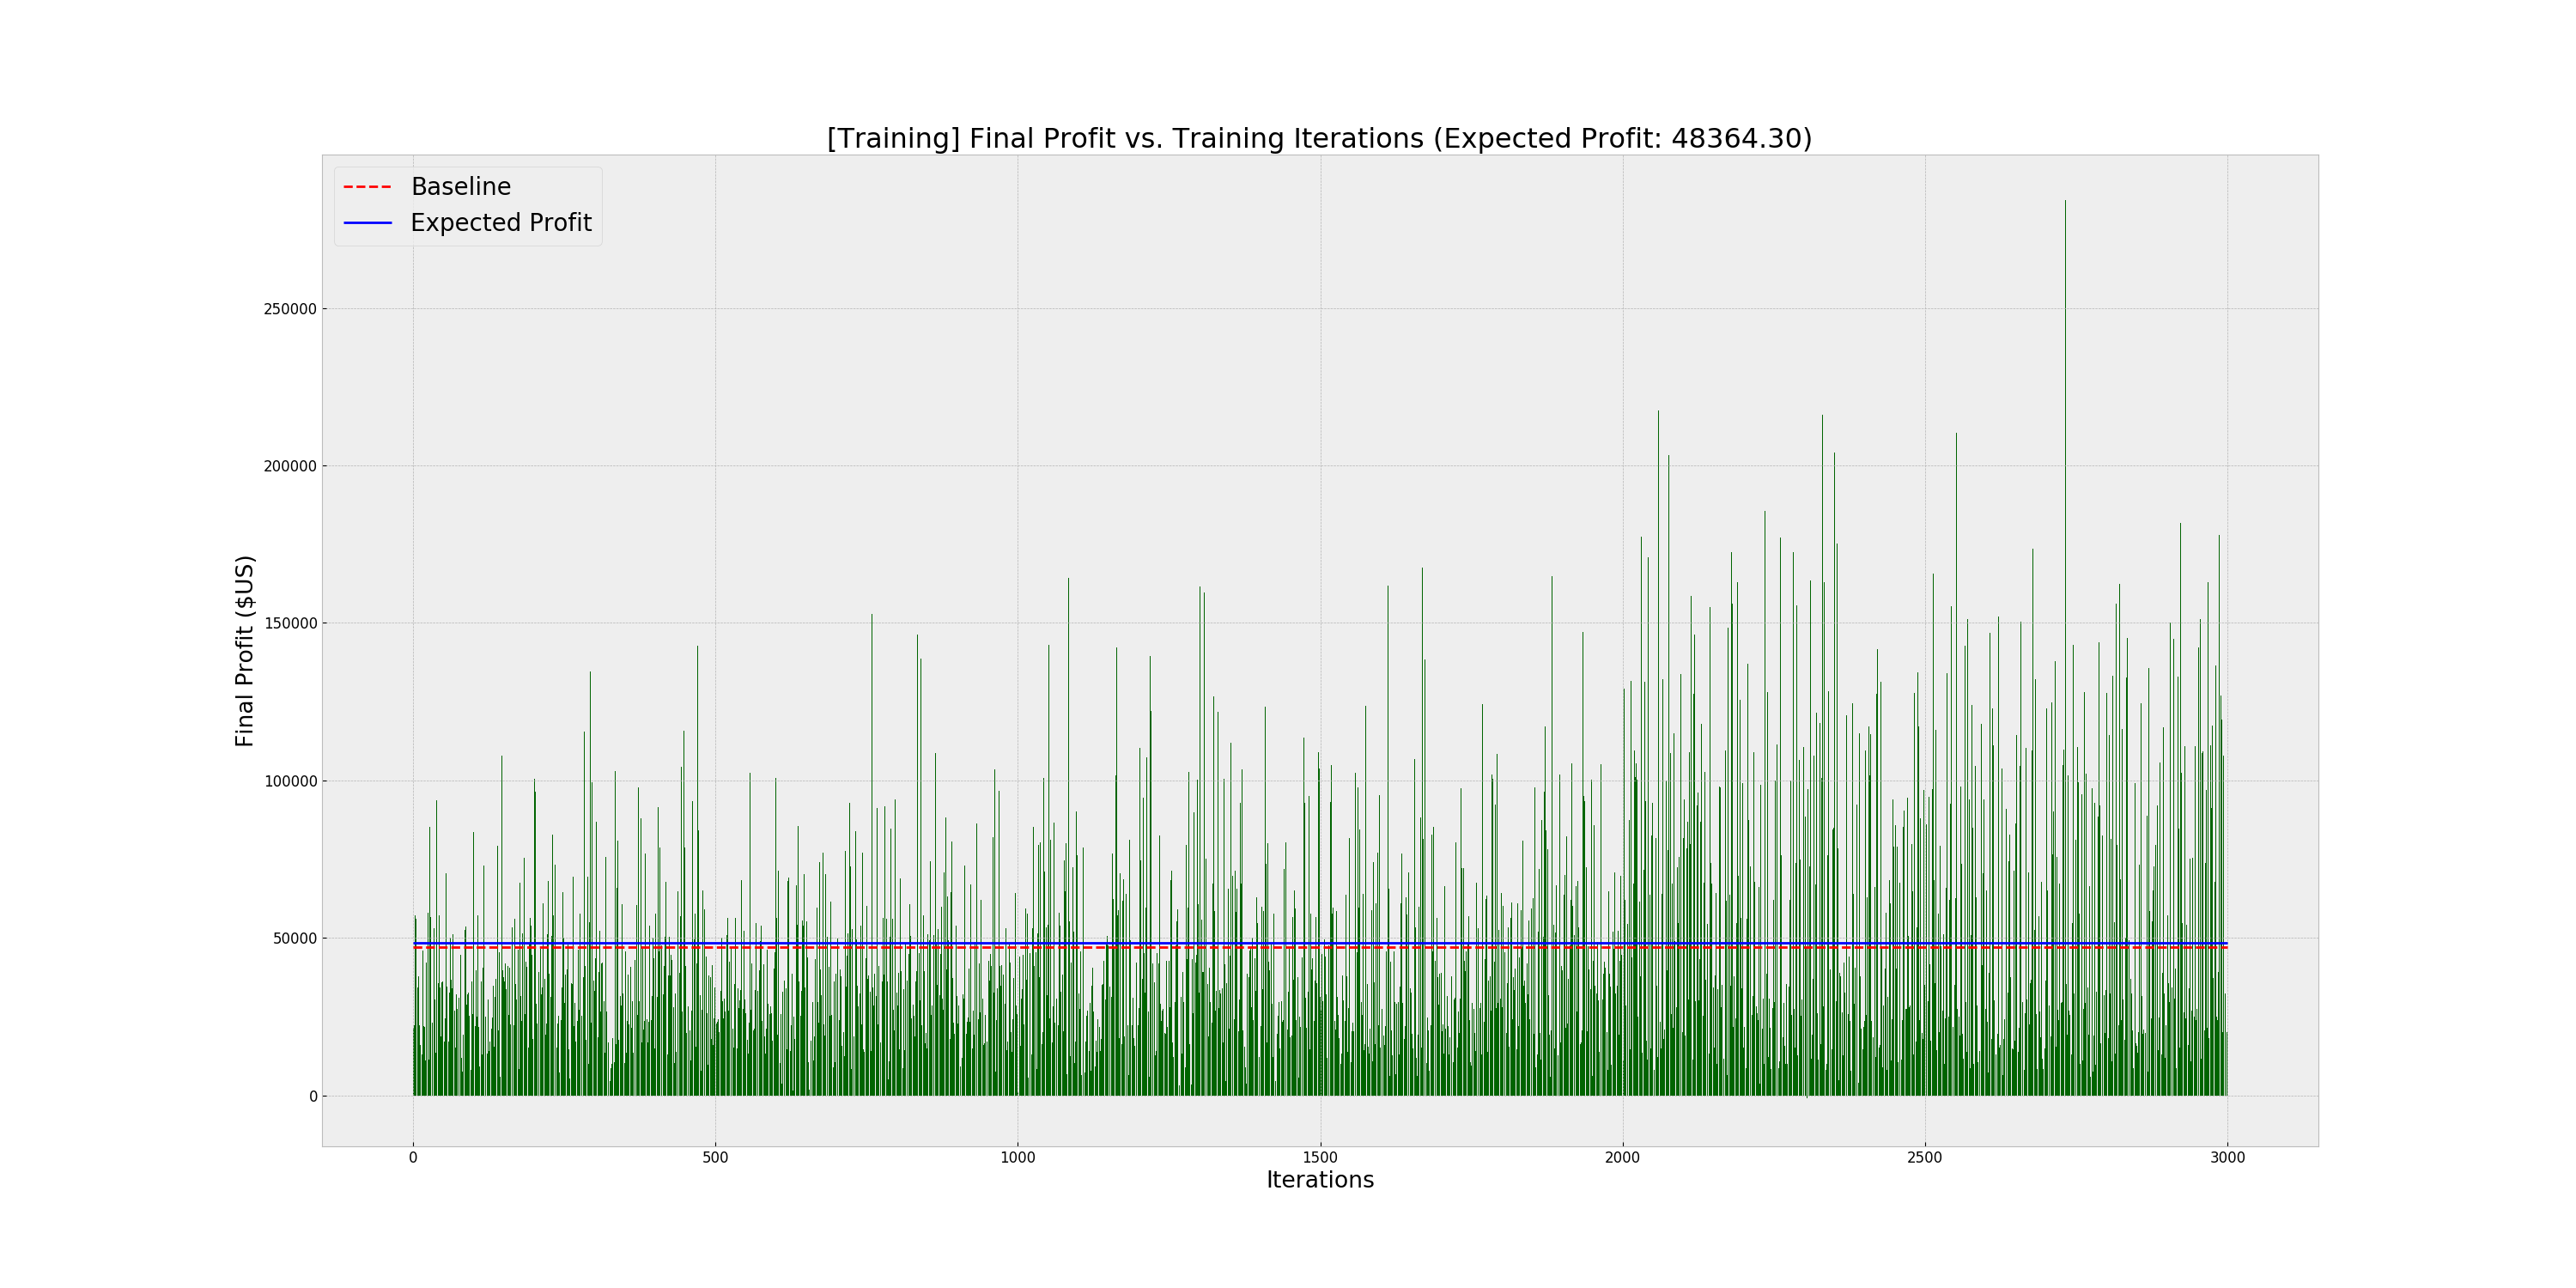 [Training] Final Profit vs. Training Iterations (Expected Profit: 48364.30)
Baseline
Expected Profit
250000
200000
150000
100000
50000
0
Final Profit ($US)
0 500 1000 1500 2000 2500 3000
Iterations